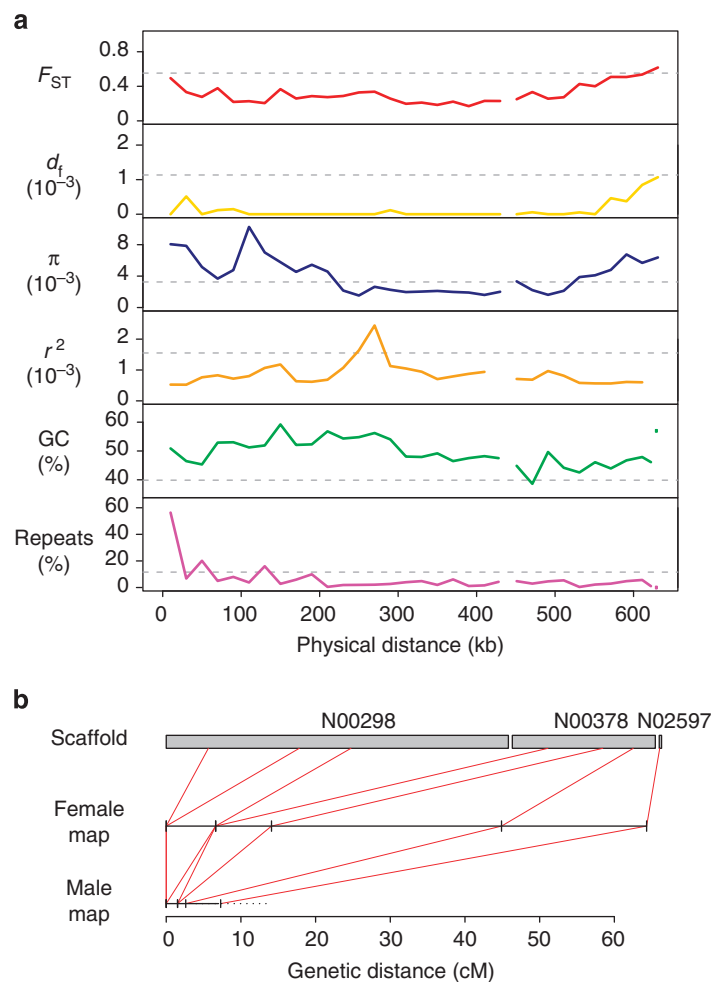 a
0.8
F_ST
0.4
0
2
d_f
(10⁻³)
1
0
8
π
(10⁻³)
4
0
2
r²
(10⁻³)
1
0
60
GC
(%)
50
40
60
Repeats
(%)
40
20
0
0 100 200 300 400 500 600
Physical distance (kb)
b
N00298 N00378 N02597
Scaffold
Female
map
Male
map
0 10 20 30 40 50 60
Genetic distance (cM)